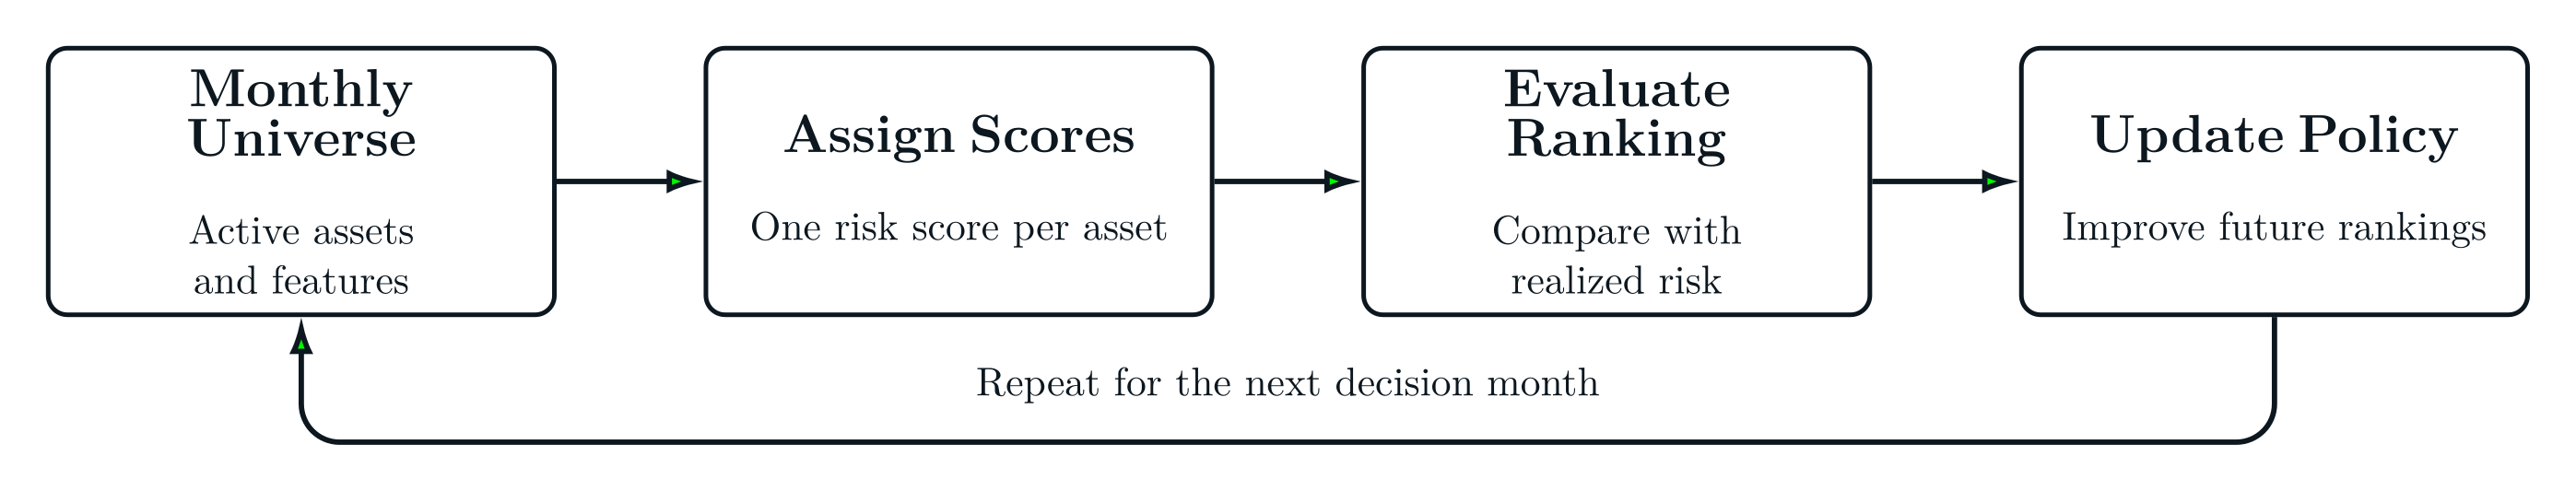 Monthly
Universe
Active assets
and features
Assign Scores
One risk score per asset
Evaluate
Ranking
Compare with
realized risk
Update Policy
Improve future rankings
Repeat for the next decision month